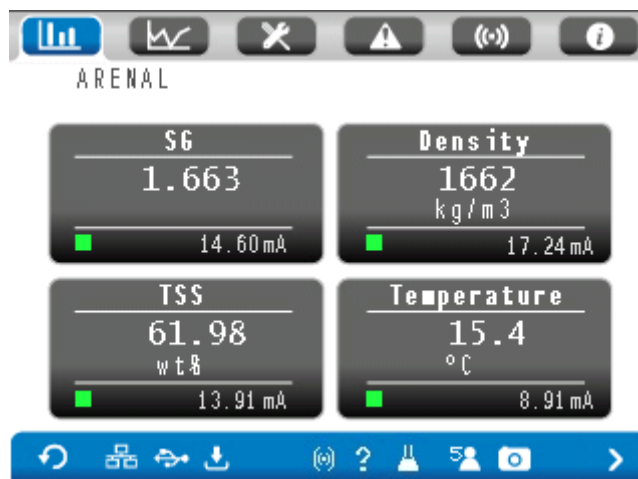 ARENAL
SG
1.663
14.60mA
Density
1662
kg/m3
17.24mA
TSS
61.98
wt%
13.91mA
Temperature
15.4
°C
8.91mA
? 5